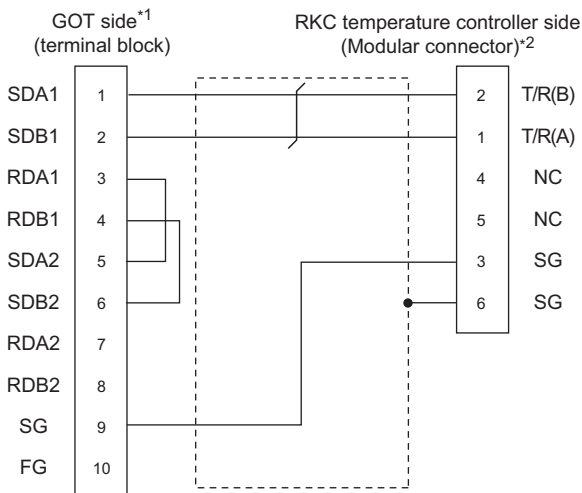 GOT side*1
(terminal block)
RKC temperature controller side
(Modular connector)*2
SDA1 1 2 T/R(B)
SDB1 2 1 T/R(A)
RDA1 3 4 NC
RDB1 4 5 NC
SDA2 5 3 SG
SDB2 6 6 SG
RDA2 7
RDB2 8
SG 9
FG 10